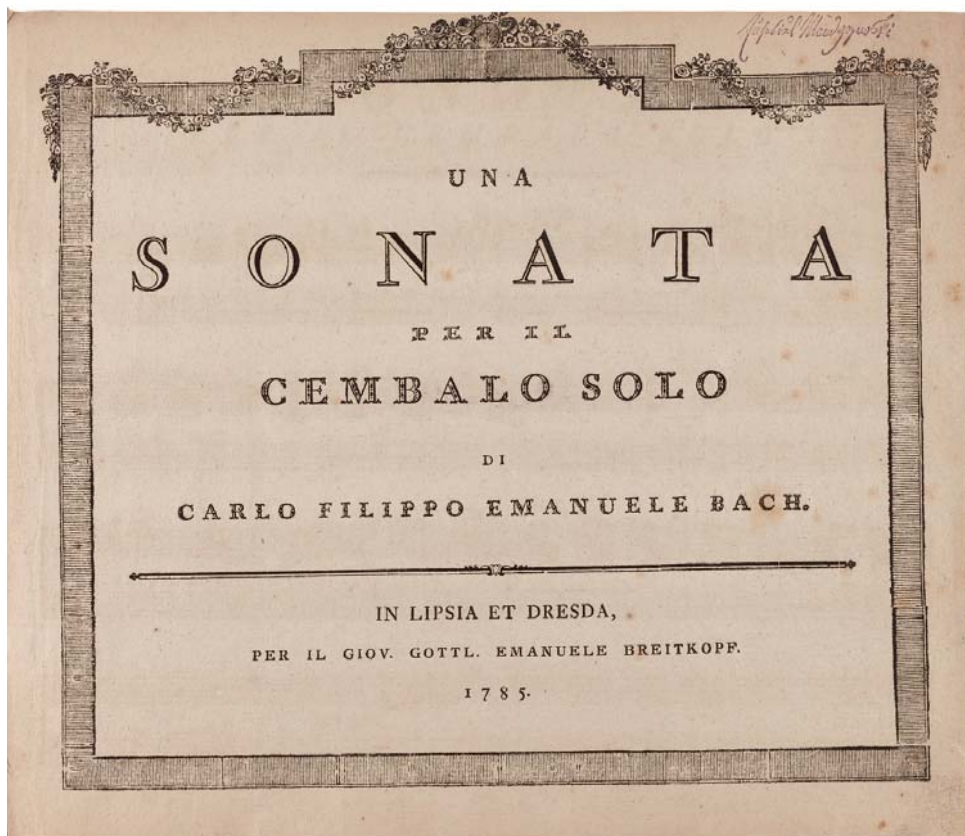 UNA
SONATA
PER IL
CEMBALO SOLO
DI
CARLO FILIPPO EMANUELE BACH.
IN LIPSIA ET DRESDA,
PER IL GIOV. GOTTL. EMANUELE BREITKOPF.
1785.